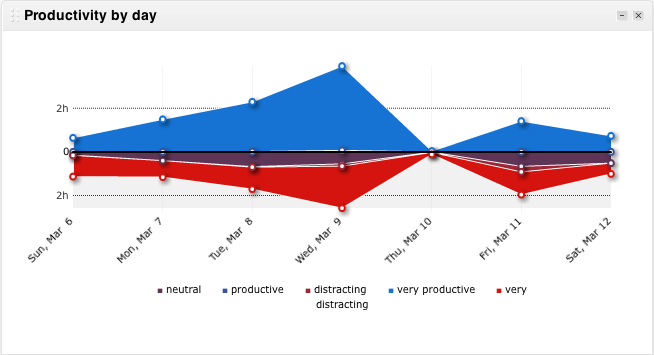 Productivity by day
2h
0
2h
Sun, Mar 6
Mon, Mar 7
Tue, Mar 8
Wed, Mar 9
Thu, Mar 10
Fri, Mar 11
Sat, Mar 12
neutral productive distracting very productive very
distracting